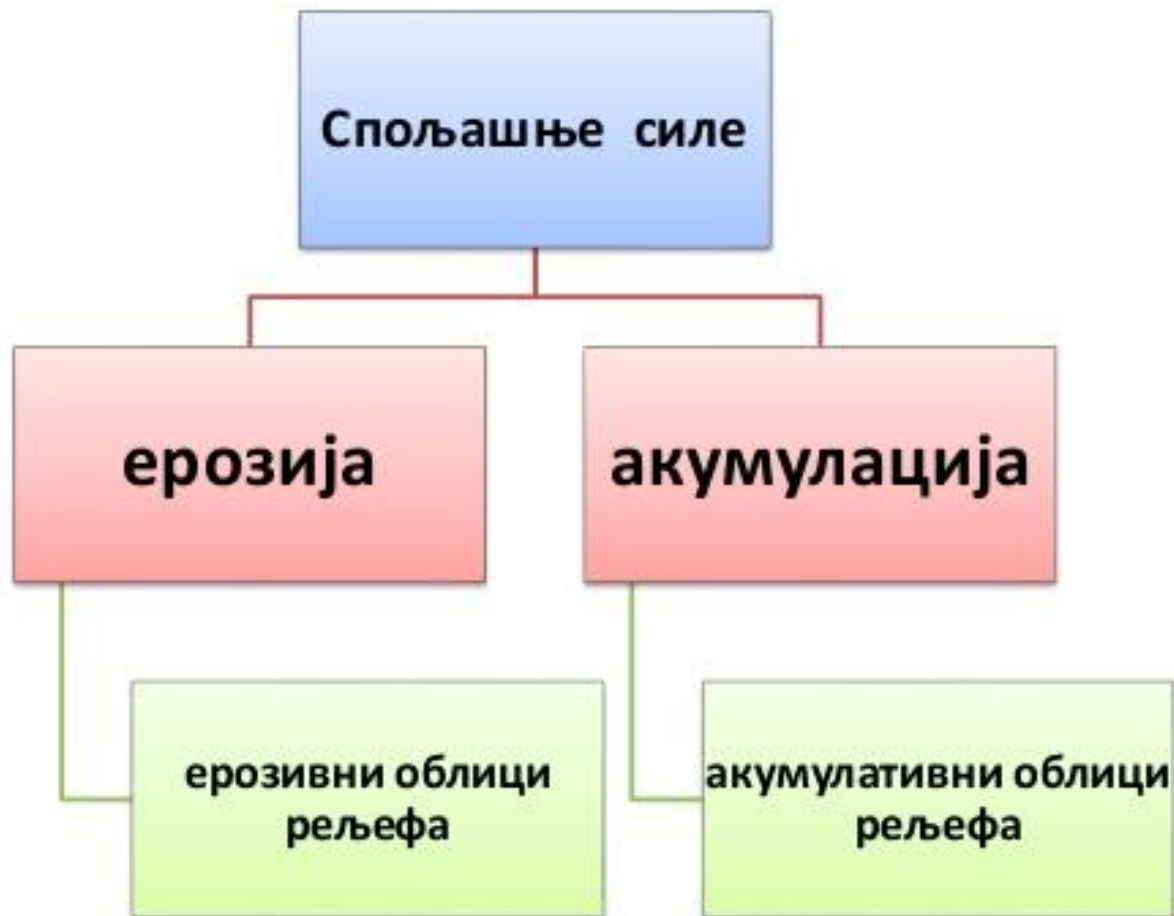 Спољашње силе
ерозија
акумулација
ерозивни облици
рељефа
акумулативни облици
рељефа